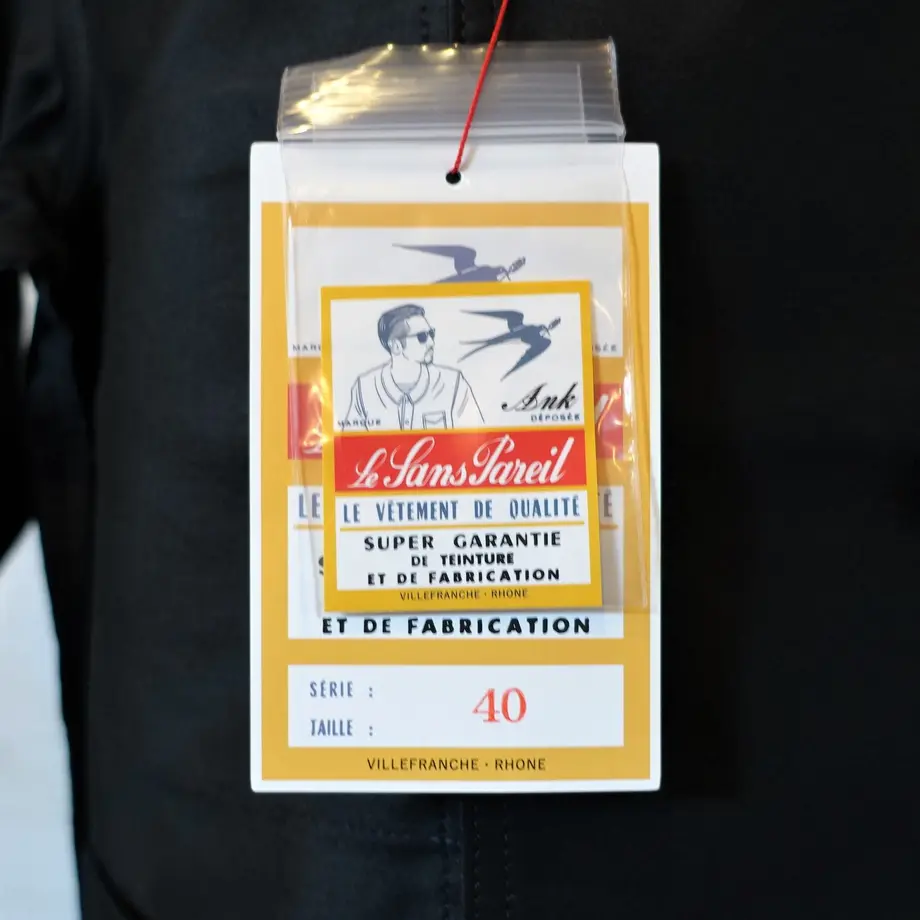 Ank
MARQUE DÉPOSÉE
Le Sans Pareil
LE VÊTEMENT DE QUALITÉ
SUPER GARANTIE
DE TEINTURE
ET DE FABRICATION
VILLEFRANCHE · RHONE
ET DE FABRICATION
SÉRIE :
40
TAILLE :
VILLEFRANCHE · RHONE